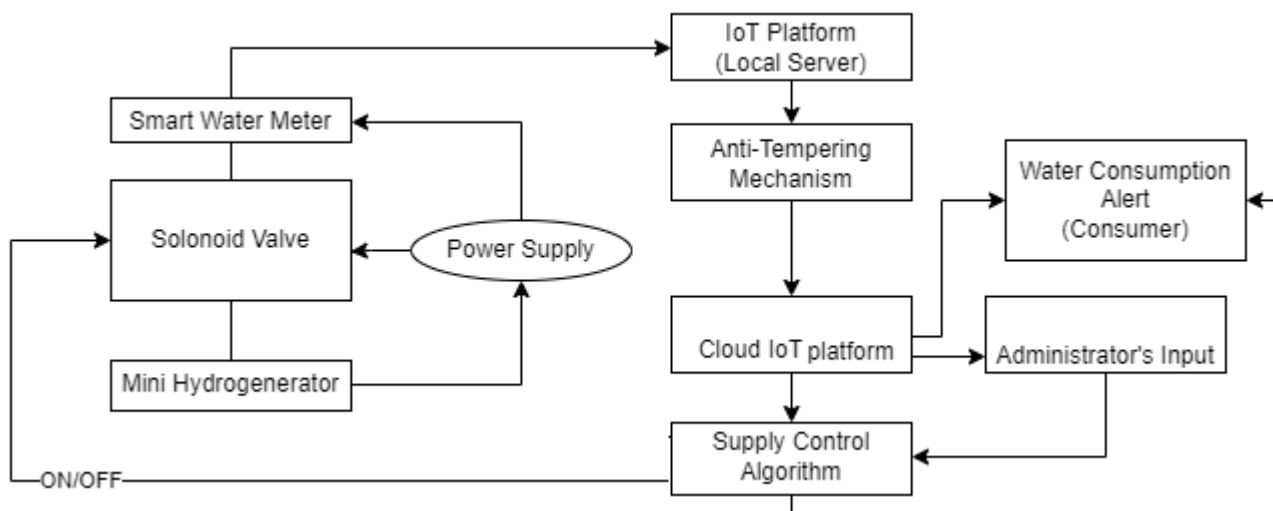 IoT Platform
(Local Server)
Smart Water Meter
Anti-Tempering
Mechanism
Water Consumption
Alert
(Consumer)
Solonoid Valve
Power Supply
Cloud IoT platform
Administrator's Input
Mini Hydrogenerator
Supply Control
Algorithm
ON/OFF